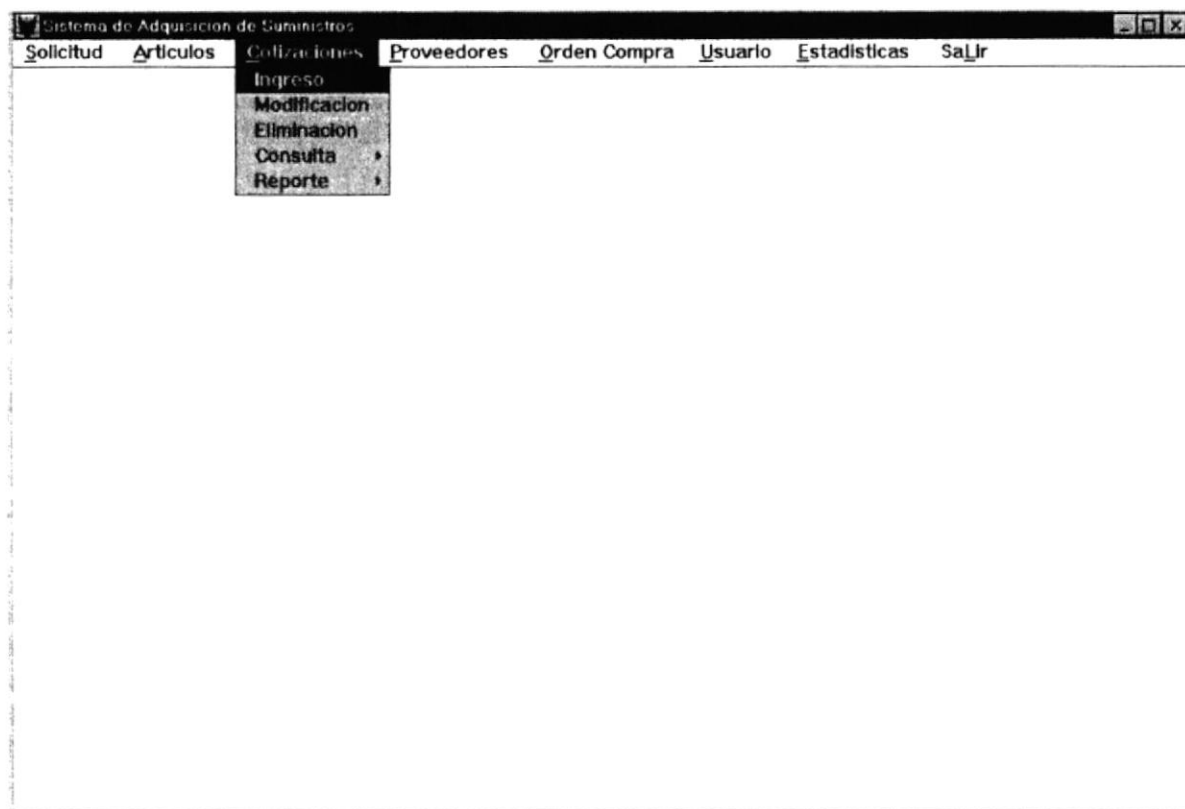 Sistema de Adquisicion de Suministros
Solicitud Articulos Cotizaciones Proveedores Orden Compra Usuario Estadisticas SaLir
Ingreso
Modificacion
Eliminacion
Consulta
Reporte